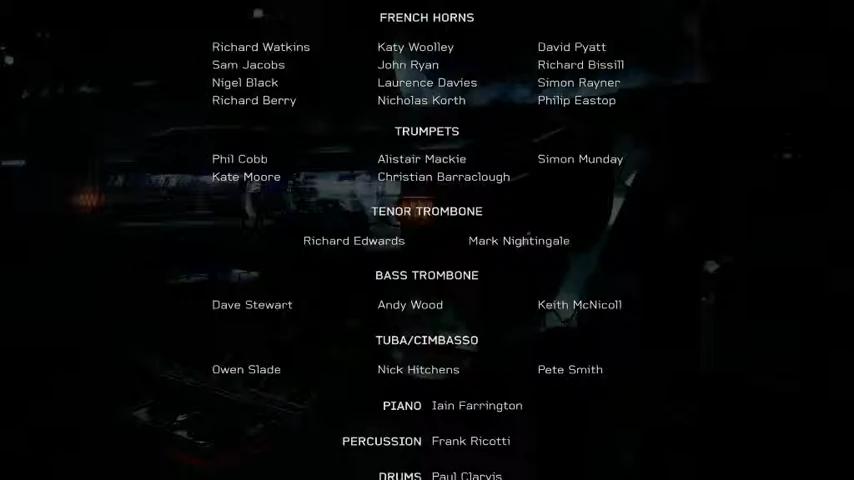 FRENCH HORNS
Richard Watkins Katy Woolley David Pyatt
Sam Jacobs John Ryan Richard Bissill
Nigel Black Laurence Davies Simon Rayner
Richard Berry Nicholas Korth Philip Eastop
TRUMPETS
Phil Cobb Alistair Mackie Simon Munday
Kate Moore Christian Barraclough
TENOR TROMBONE
Richard Edwards Mark Nightingale
BASS TROMBONE
Dave Stewart Andy Wood Keith McNicoll
TUBA/CIMBASSO
Owen Slade Nick Hitchens Pete Smith
PIANO Iain Farrington
PERCUSSION Frank Ricotti
DRUMS Paul Clarvis